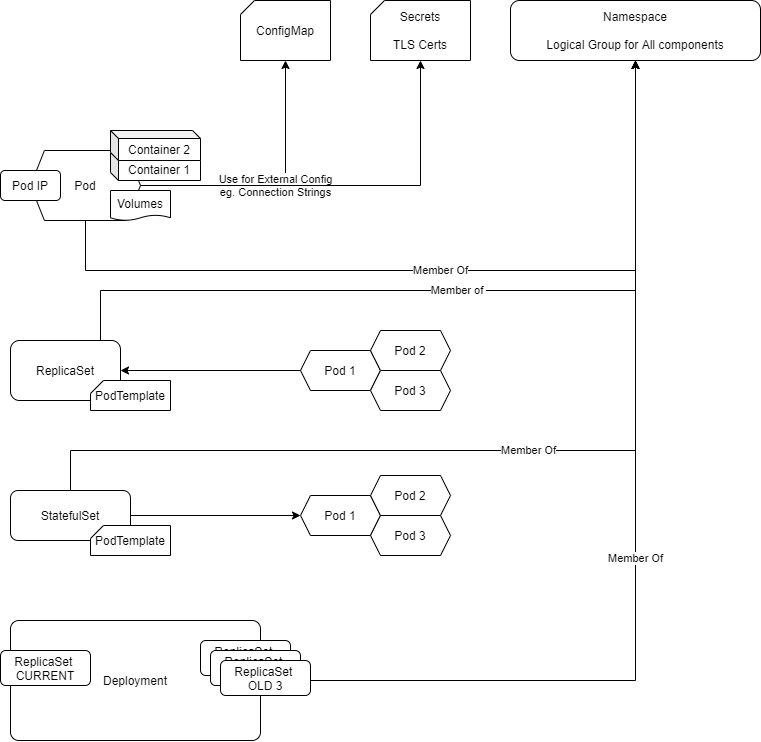 ConfigMap
Secrets
TLS Certs
Namespace
Logical Group for All components
Container 2
Container 1
Pod IP
Pod
Volumes
Use for External Config
eg. Connection Strings
Member Of
Member of
ReplicaSet
PodTemplate
Pod 1
Pod 2
Pod 3
Member Of
StatefulSet
PodTemplate
Pod 1
Pod 2
Pod 3
Member Of
Deployment
ReplicaSet
CURRENT
ReplicaSet
ReplicaSet
ReplicaSet
OLD 3